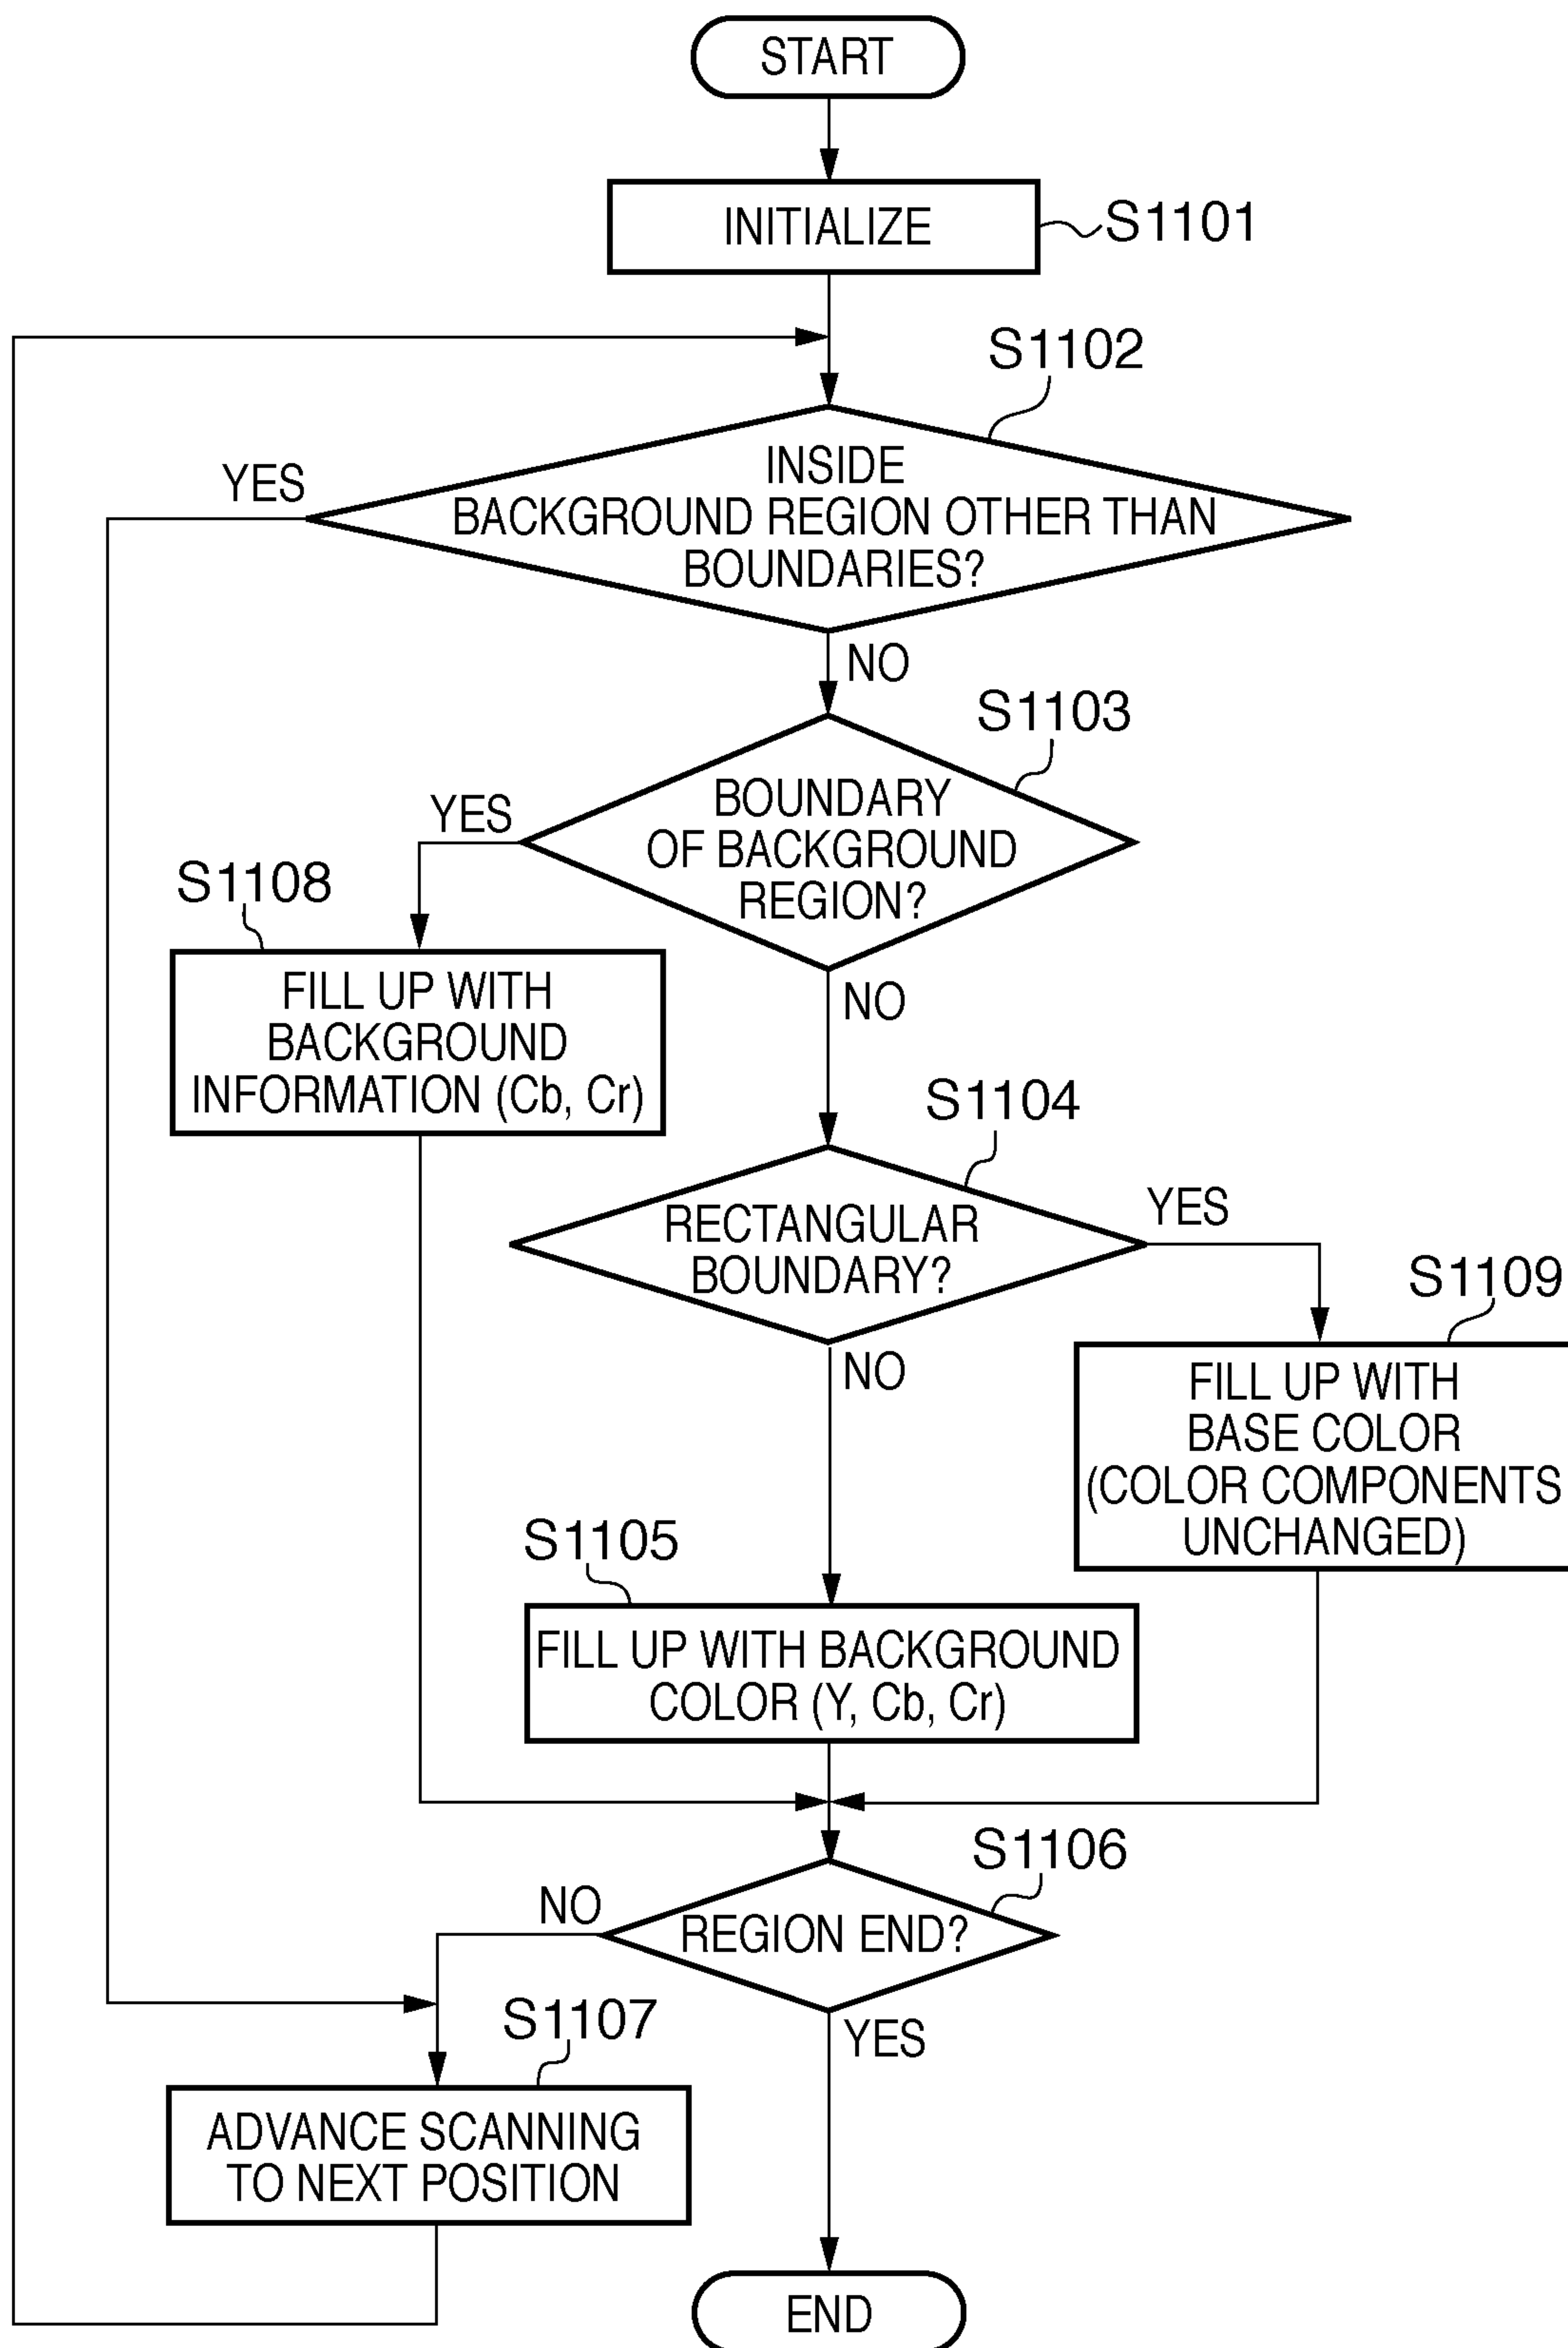 START
INITIALIZE
S1101
S1102
INSIDE
BACKGROUND REGION OTHER THAN
BOUNDARIES?
YES
NO
S1103
BOUNDARY
OF BACKGROUND
REGION?
YES
NO
S1108
FILL UP WITH
BACKGROUND
INFORMATION (Cb, Cr)
S1104
RECTANGULAR
BOUNDARY?
YES
NO
S1109
FILL UP WITH
BASE COLOR
(COLOR COMPONENTS
UNCHANGED)
S1105
FILL UP WITH BACKGROUND
COLOR (Y, Cb, Cr)
S1106
REGION END?
NO
YES
S1107
ADVANCE SCANNING
TO NEXT POSITION
END